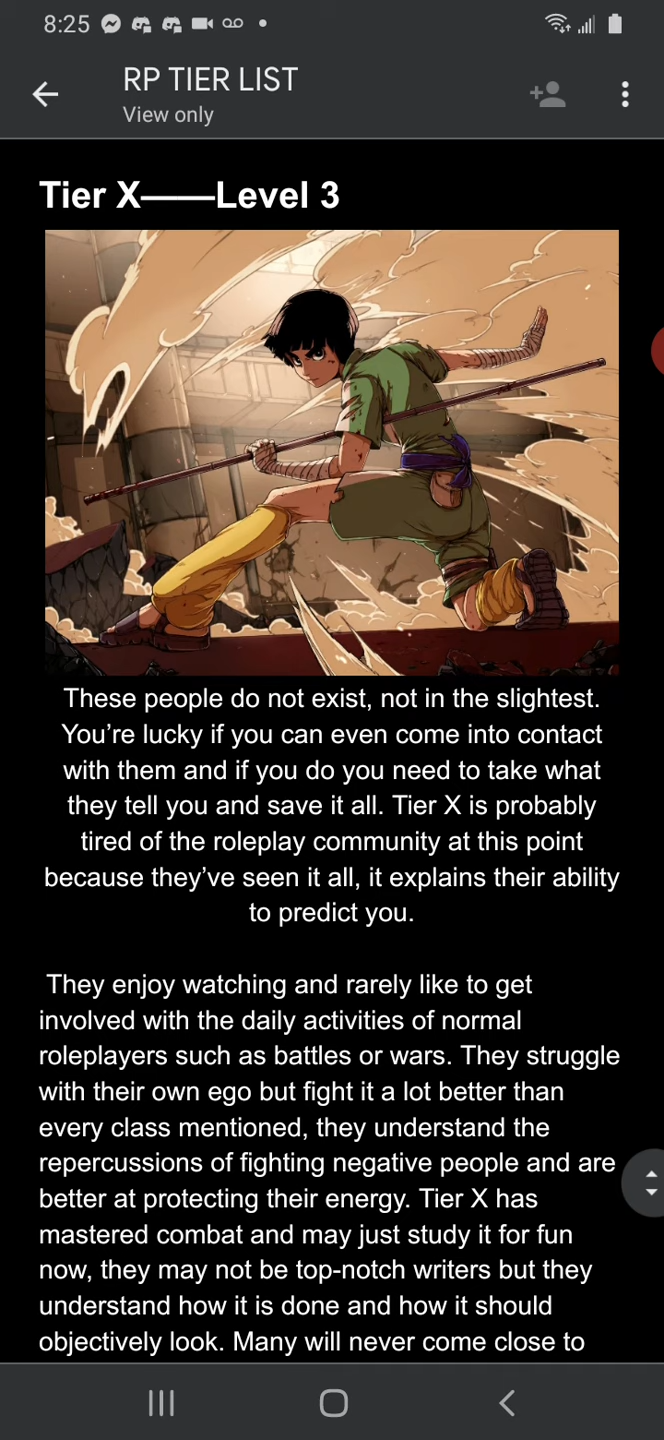 8:25
RP TIER LIST
View only
Tier X——Level 3
These people do not exist, not in the slightest.
You’re lucky if you can even come into contact
with them and if you do you need to take what
they tell you and save it all. Tier X is probably
tired of the roleplay community at this point
because they’ve seen it all, it explains their ability
to predict you.
They enjoy watching and rarely like to get
involved with the daily activities of normal
roleplayers such as battles or wars. They struggle
with their own ego but fight it a lot better than
every class mentioned, they understand the
repercussions of fighting negative people and are
better at protecting their energy. Tier X has
mastered combat and may just study it for fun
now, they may not be top-notch writers but they
understand how it is done and how it should
objectively look. Many will never come close to